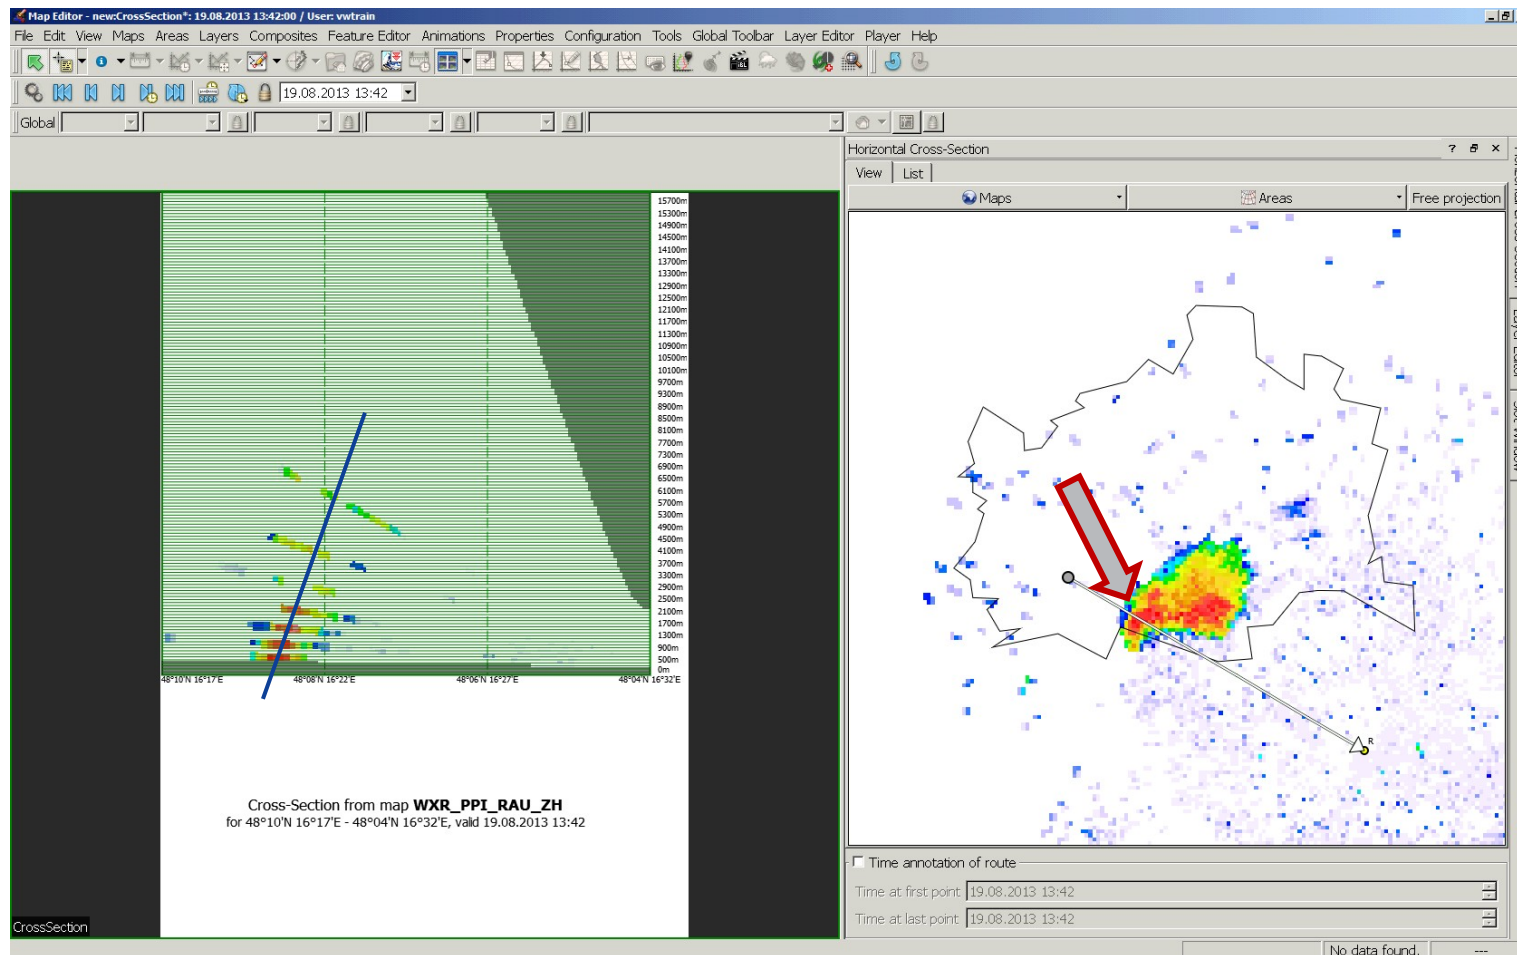 Map Editor - new:CrossSection*: 19.08.2013 13:42:00 / User: vwtrain
File Edit View Maps Areas Layers Composites Feature Editor Animations Properties Configuration Tools Global Toolbar Layer Editor Player Help
19.08.2013 13:42
Global
Horizontal Cross-Section
View List
Maps Areas Free projection
15700m
15300m
14900m
14500m
14100m
13700m
13300m
12900m
12500m
12100m
11700m
11300m
10900m
10500m
10100m
9700m
9300m
8900m
8500m
8100m
7700m
7300m
6900m
6500m
6100m
5700m
5300m
4900m
4500m
4100m
3700m
3300m
2900m
2500m
2100m
1700m
1300m
900m
500m
0m
48°10'N 16°17'E 48°08'N 16°22'E 48°06'N 16°27'E 48°04'N 16°32'E
Cross-Section from map WXR_PPI_RAU_ZH
for 48°10'N 16°17'E - 48°04'N 16°32'E, valid 19.08.2013 13:42
CrossSection
R
Time annotation of route
Time at first point 19.08.2013 13:42
Time at last point 19.08.2013 13:42
No data found. ---